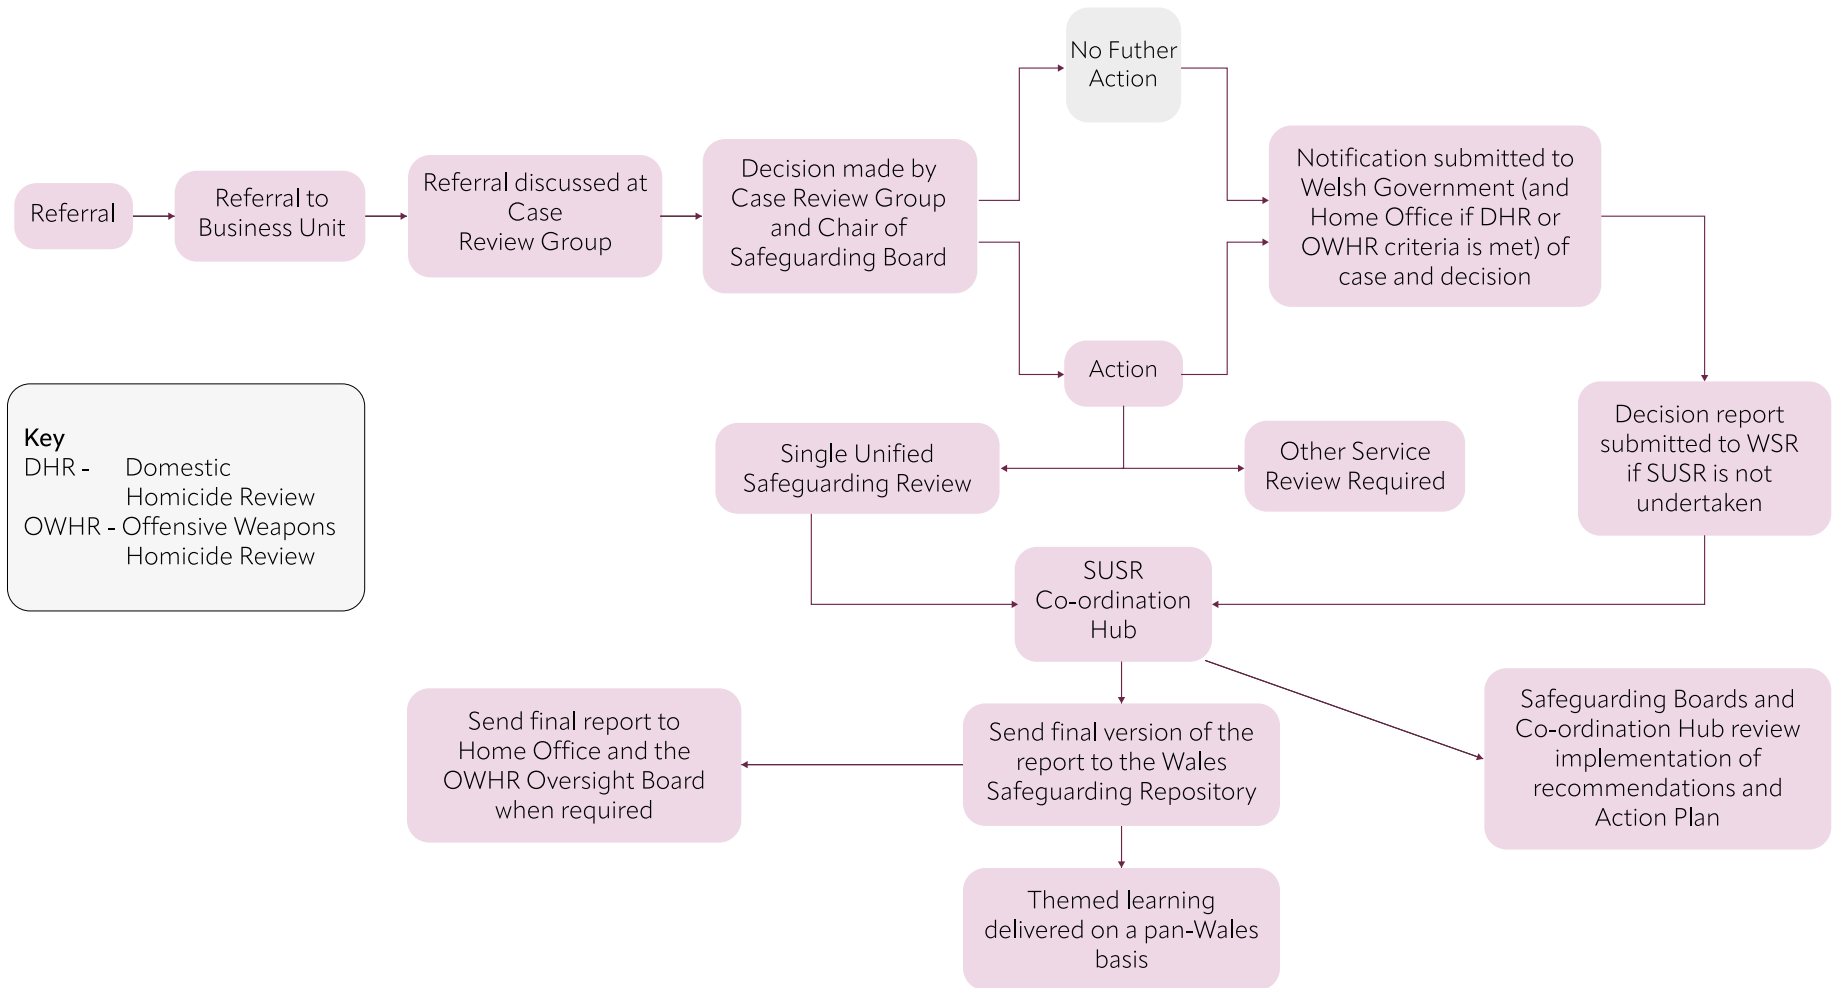 Referral
Referral to
Business Unit
Referral discussed at
Case
Review Group
Decision made by
Case Review Group
and Chair of
Safeguarding Board
No Futher
Action
Action
Notification submitted to
Welsh Government (and
Home Office if DHR or
OWHR criteria is met) of
case and decision
Decision report
submitted to WSR
if SUSR is not
undertaken
Key
DHR - Domestic
Homicide Review
OWHR - Offensive Weapons
Homicide Review
Single Unified
Safeguarding Review
Other Service
Review Required
SUSR
Co-ordination
Hub
Send final report to
Home Office and the
OWHR Oversight Board
when required
Send final version of the
report to the Wales
Safeguarding Repository
Safeguarding Boards and
Co-ordination Hub review
implementation of
recommendations and
Action Plan
Themed learning
delivered on a pan-Wales
basis